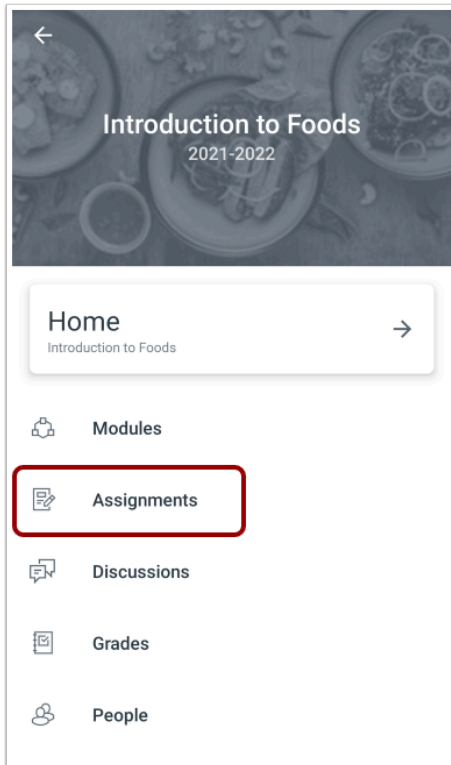 Introduction to Foods
2021-2022
Home
Introduction to Foods
Modules
Assignments
Discussions
Grades
People